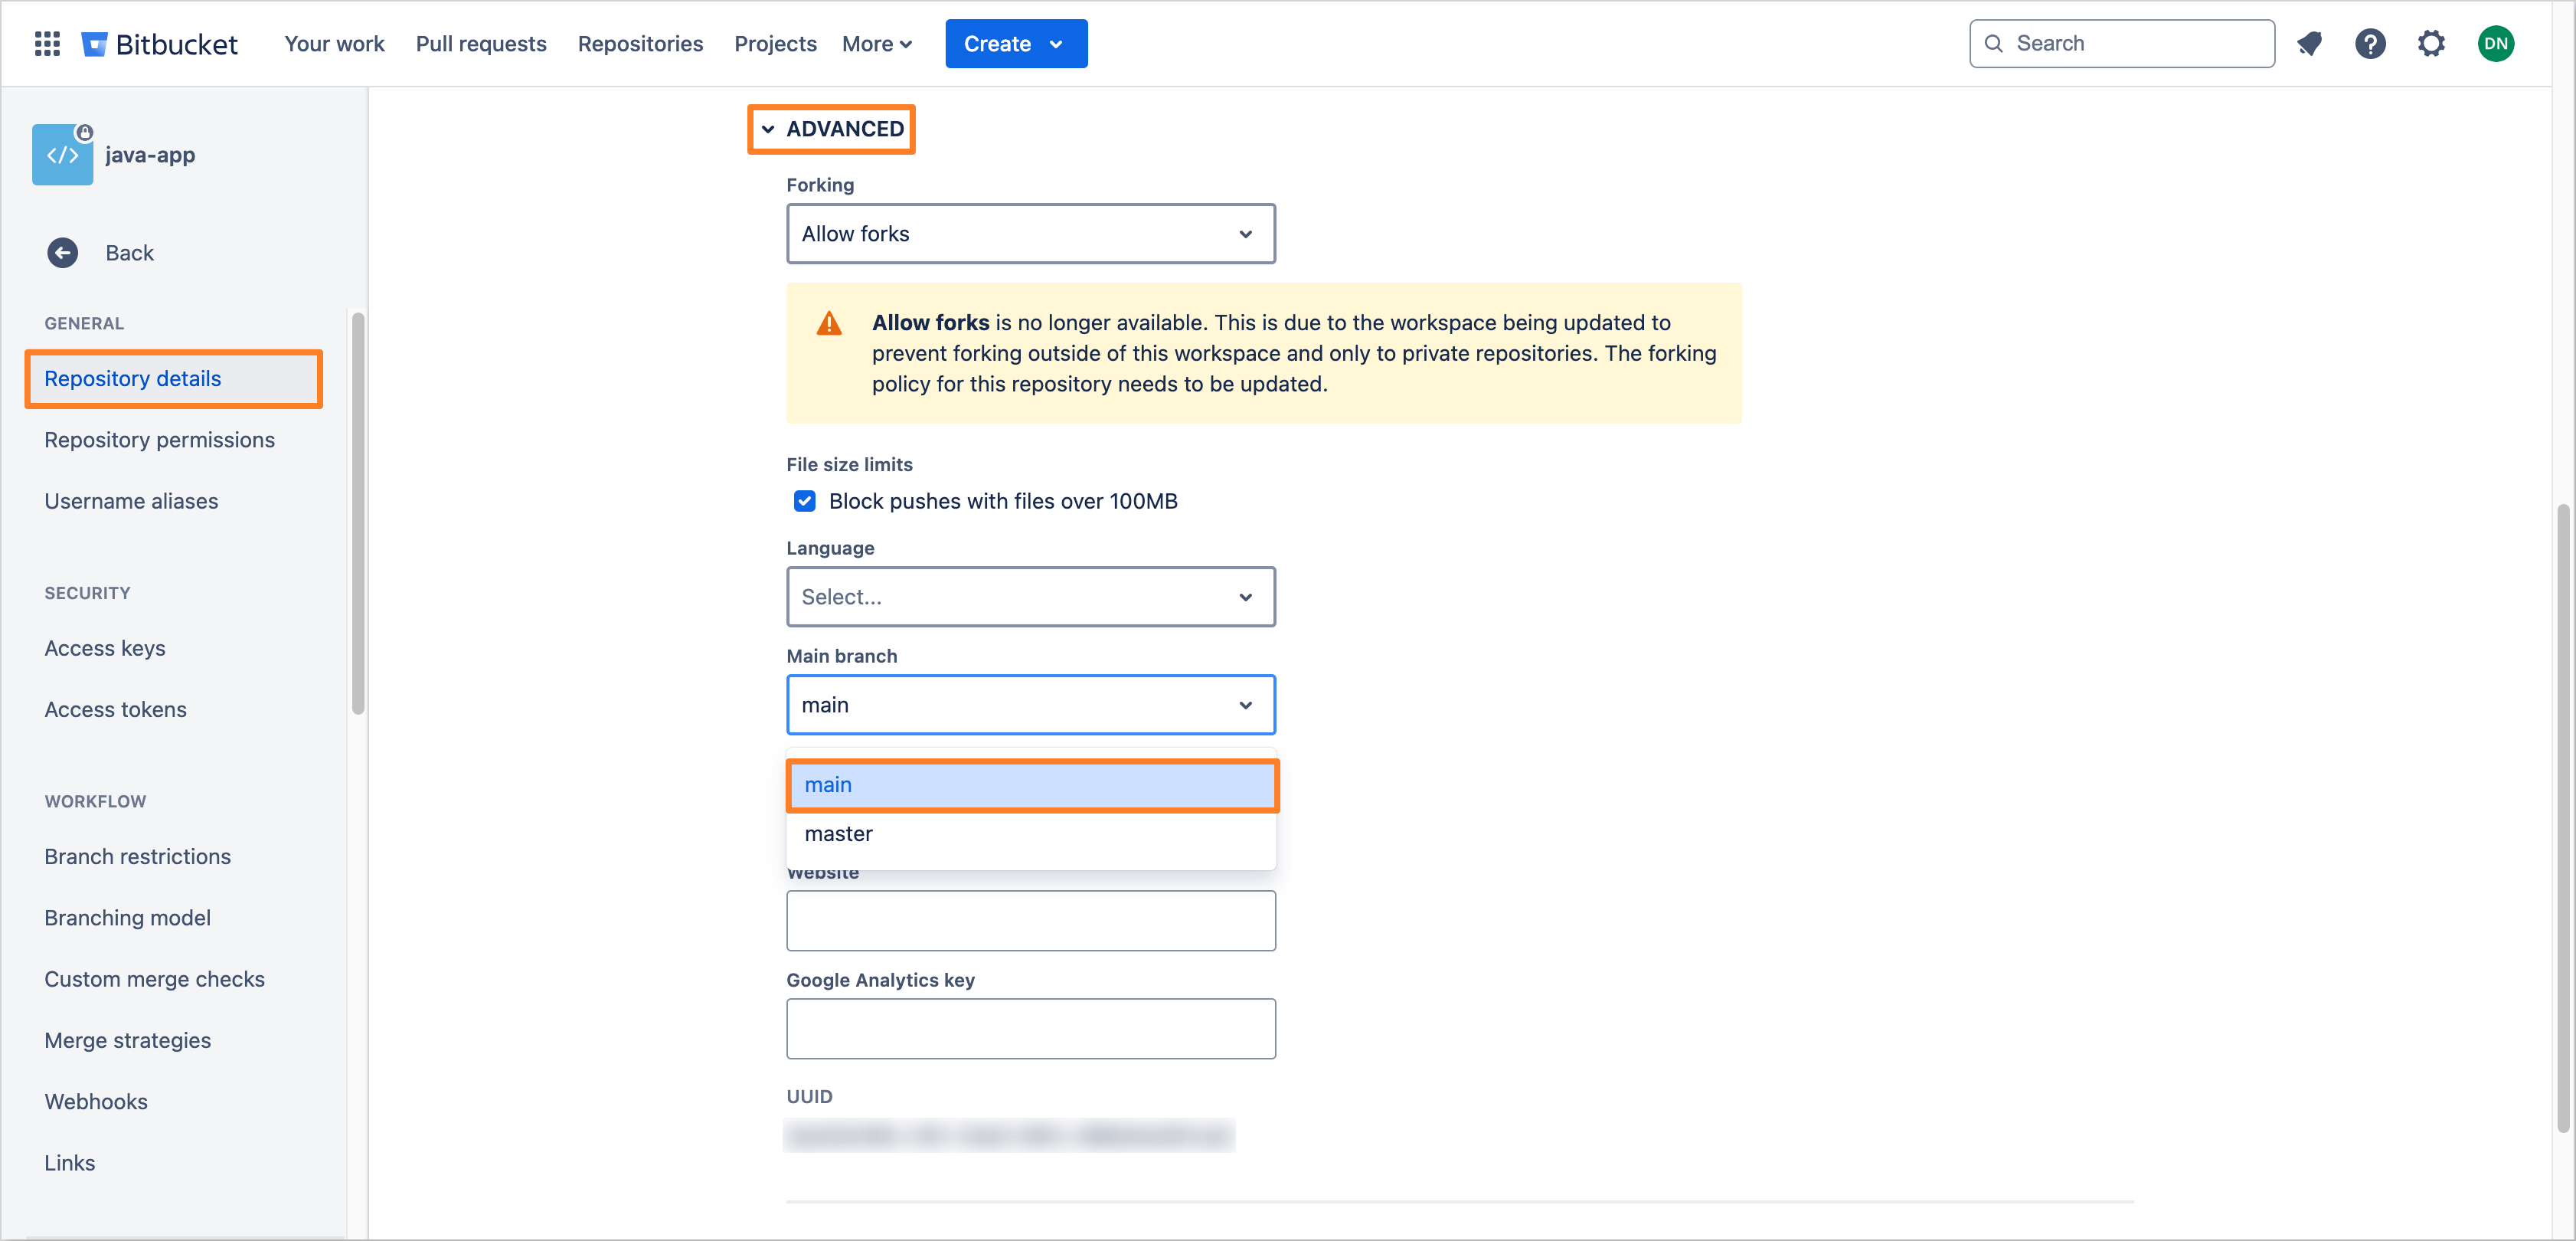 Bitbucket
Your work
Pull requests
Repositories
Projects
More
Create
Search
DN
java-app
Back
GENERAL
Repository details
Repository permissions
Username aliases
SECURITY
Access keys
Access tokens
WORKFLOW
Branch restrictions
Branching model
Custom merge checks
Merge strategies
Webhooks
Links
ADVANCED
Forking
Allow forks
Allow forks is no longer available. This is due to the workspace being updated to
prevent forking outside of this workspace and only to private repositories. The forking
policy for this repository needs to be updated.
File size limits
Block pushes with files over 100MB
Language
Select...
Main branch
main
main
master
Website
Google Analytics key
UUID